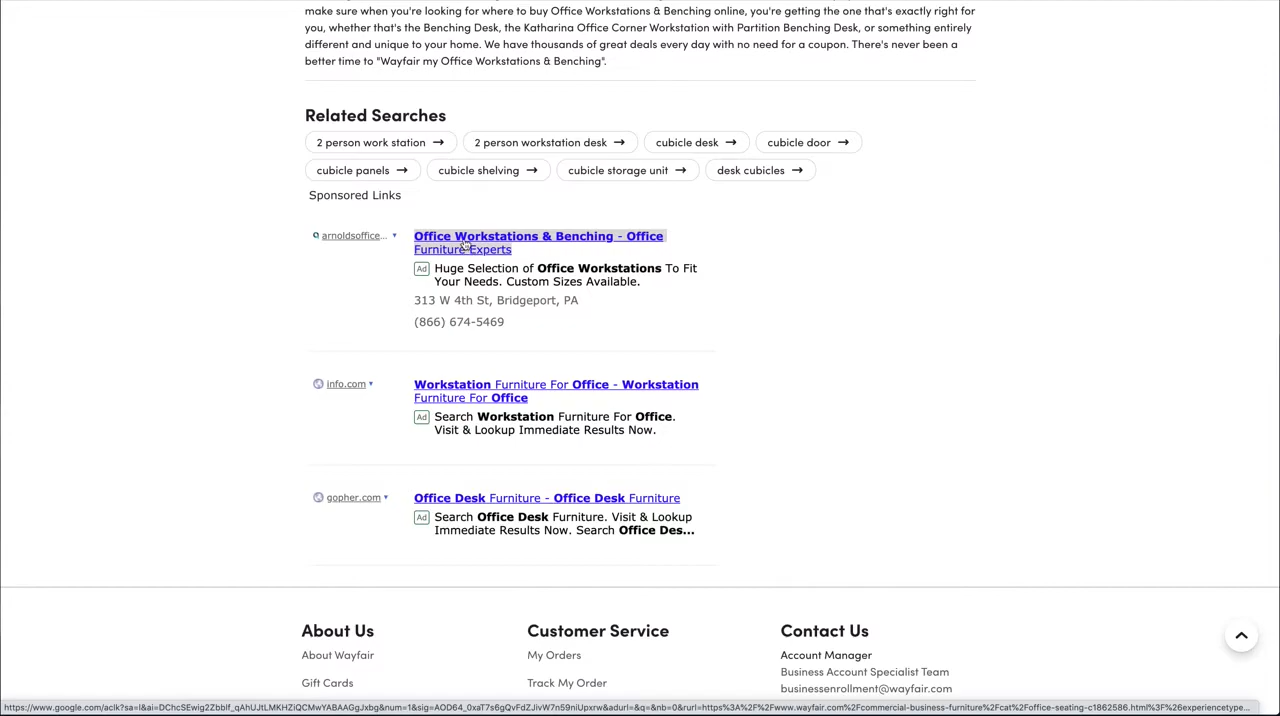 make sure when you're looking for where to buy Office Workstations & Benching online, you're getting the one that's exactly right for
you, whether that's the Benching Desk, the Katharina Office Corner Workstation with Partition Benching Desk, or something entirely
different and unique to your home. We have thousands of great deals every day with no need for a coupon. There's never been a
better time to "Wayfair my Office Workstations & Benching".
Related Searches
2 person work station → 2 person workstation desk → cubicle desk → cubicle door →
cubicle panels → cubicle shelving → cubicle storage unit → desk cubicles →
Sponsored Links
arnoldsoffice... Office Workstations & Benching - Office
Furniture Experts
Ad Huge Selection of Office Workstations To Fit
Your Needs. Custom Sizes Available.
313 W 4th St, Bridgeport, PA
(866) 674-5469
info.com Workstation Furniture For Office - Workstation
Furniture For Office
Ad Search Workstation Furniture For Office.
Visit & Lookup Immediate Results Now.
gopher.com Office Desk Furniture - Office Desk Furniture
Ad Search Office Desk Furniture. Visit & Lookup
Immediate Results Now. Search Office Des...
About Us Customer Service Contact Us
About Wayfair My Orders Account Manager
Business Account Specialist Team
Gift Cards Track My Order
businessenrollment@wayfair.com